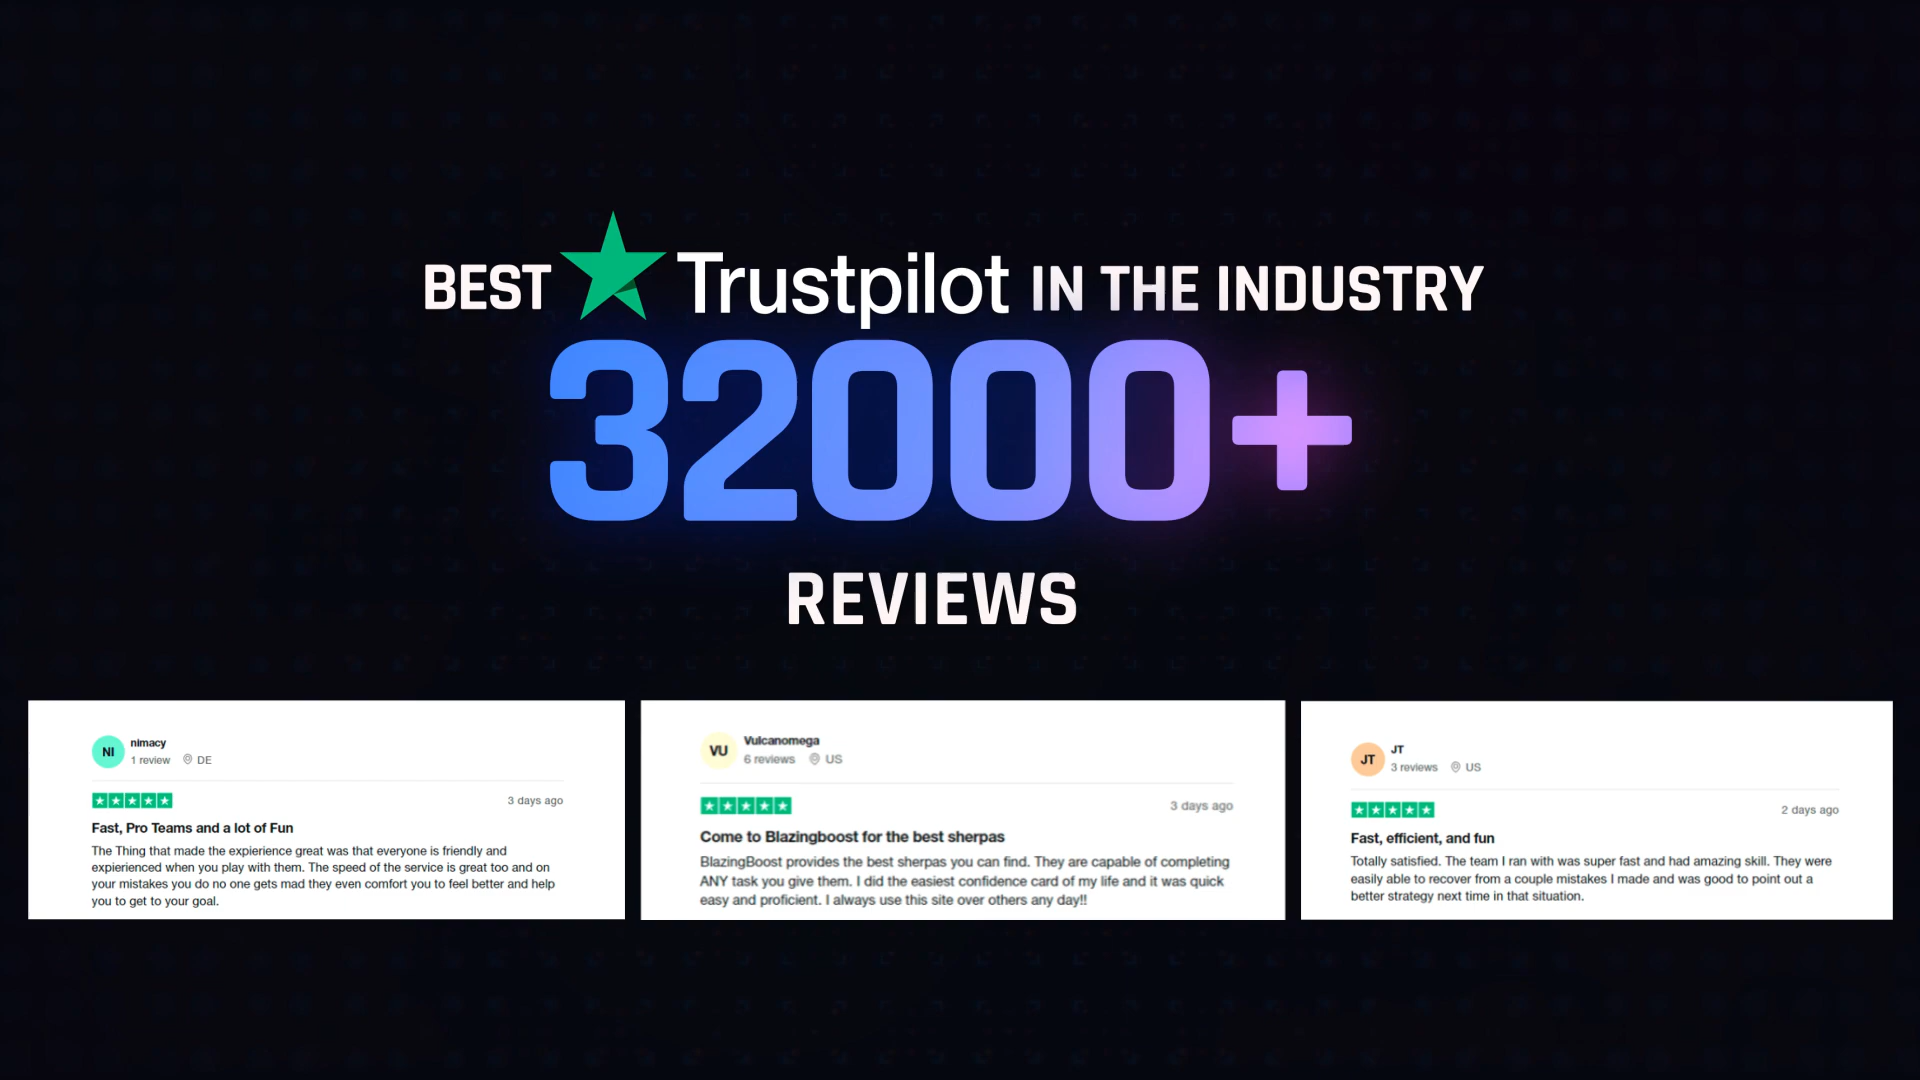 BEST Trustpilot IN THE INDUSTRY
32000+
REVIEWS
NI
nimacy
1 review DE
3 days ago
Fast, Pro Teams and a lot of Fun
The Thing that made the expierience great was that everyone is friendly and
expierienced when you play with them. The speed of the service is great too and on
your mistakes you do no one gets mad they even comfort you to feel better and help
you to get to your goal.
VU
Vulcanomega
6 reviews US
3 days ago
Come to Blazingboost for the best sherpas
BlazingBoost provides the best sherpas you can find. They are capable of completing
ANY task you give them. I did the easiest confidence card of my life and it was quick
easy and proficient. I always use this site over others any day!!
JT
JT
3 reviews US
2 days ago
Fast, efficient, and fun
Totally satisfied. The team I ran with was super fast and had amazing skill. They were
easily able to recover from a couple mistakes I made and was good to point out a
better strategy next time in that situation.